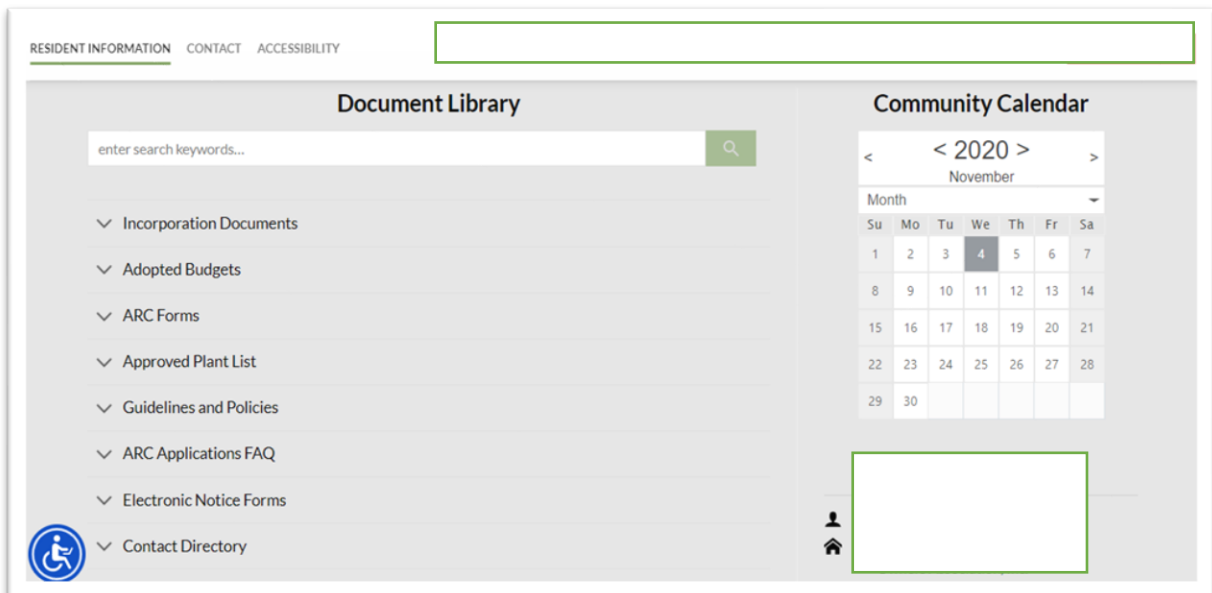 RESIDENT INFORMATION CONTACT ACCESSIBILITY
Document Library
enter search keywords...
Incorporation Documents
Adopted Budgets
ARC Forms
Approved Plant List
Guidelines and Policies
ARC Applications FAQ
Electronic Notice Forms
Contact Directory
Community Calendar
< < 2020 > >
November
Month
Su Mo Tu We Th Fr Sa
1 2 3 4 5 6 7
8 9 10 11 12 13 14
15 16 17 18 19 20 21
22 23 24 25 26 27 28
29 30